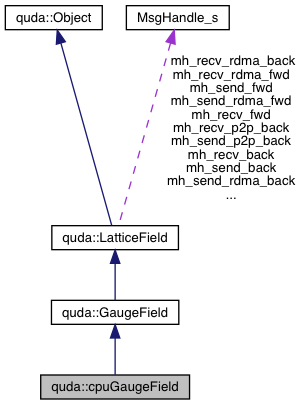 quda::Object
MsgHandle_s
mh_recv_rdma_back
mh_recv_rdma_fwd
mh_send_fwd
mh_send_rdma_fwd
mh_recv_fwd
mh_recv_p2p_back
mh_send_p2p_back
mh_recv_back
mh_send_back
mh_send_rdma_back
...
quda::LatticeField
quda::GaugeField
quda::cpuGaugeField